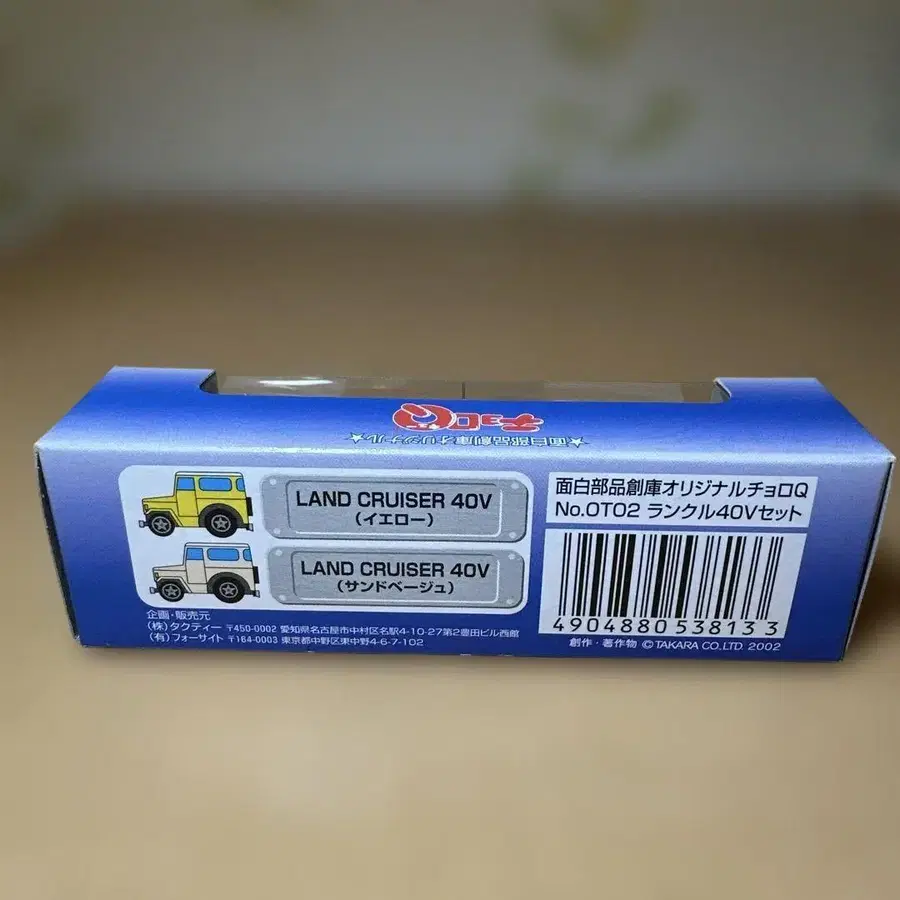 ★面白部品創庫オリジナル★
チョロQ
LAND CRUISER 40V
(イエロー)
LAND CRUISER 40V
(サンドベージュ)
企画・販売元
(株) タクティー 〒450-0002 愛知県名古屋市中村区名駅4-10-27第2豊田ビル西館
(有) フォーサイト 〒164-0003 東京都中野区東中野4-6-7-102
面白部品創庫オリジナルチョロQ
No.OT02 ランクル40Vセット
4904880538133
創作・著作物 ©TAKARA CO.,LTD. 2002